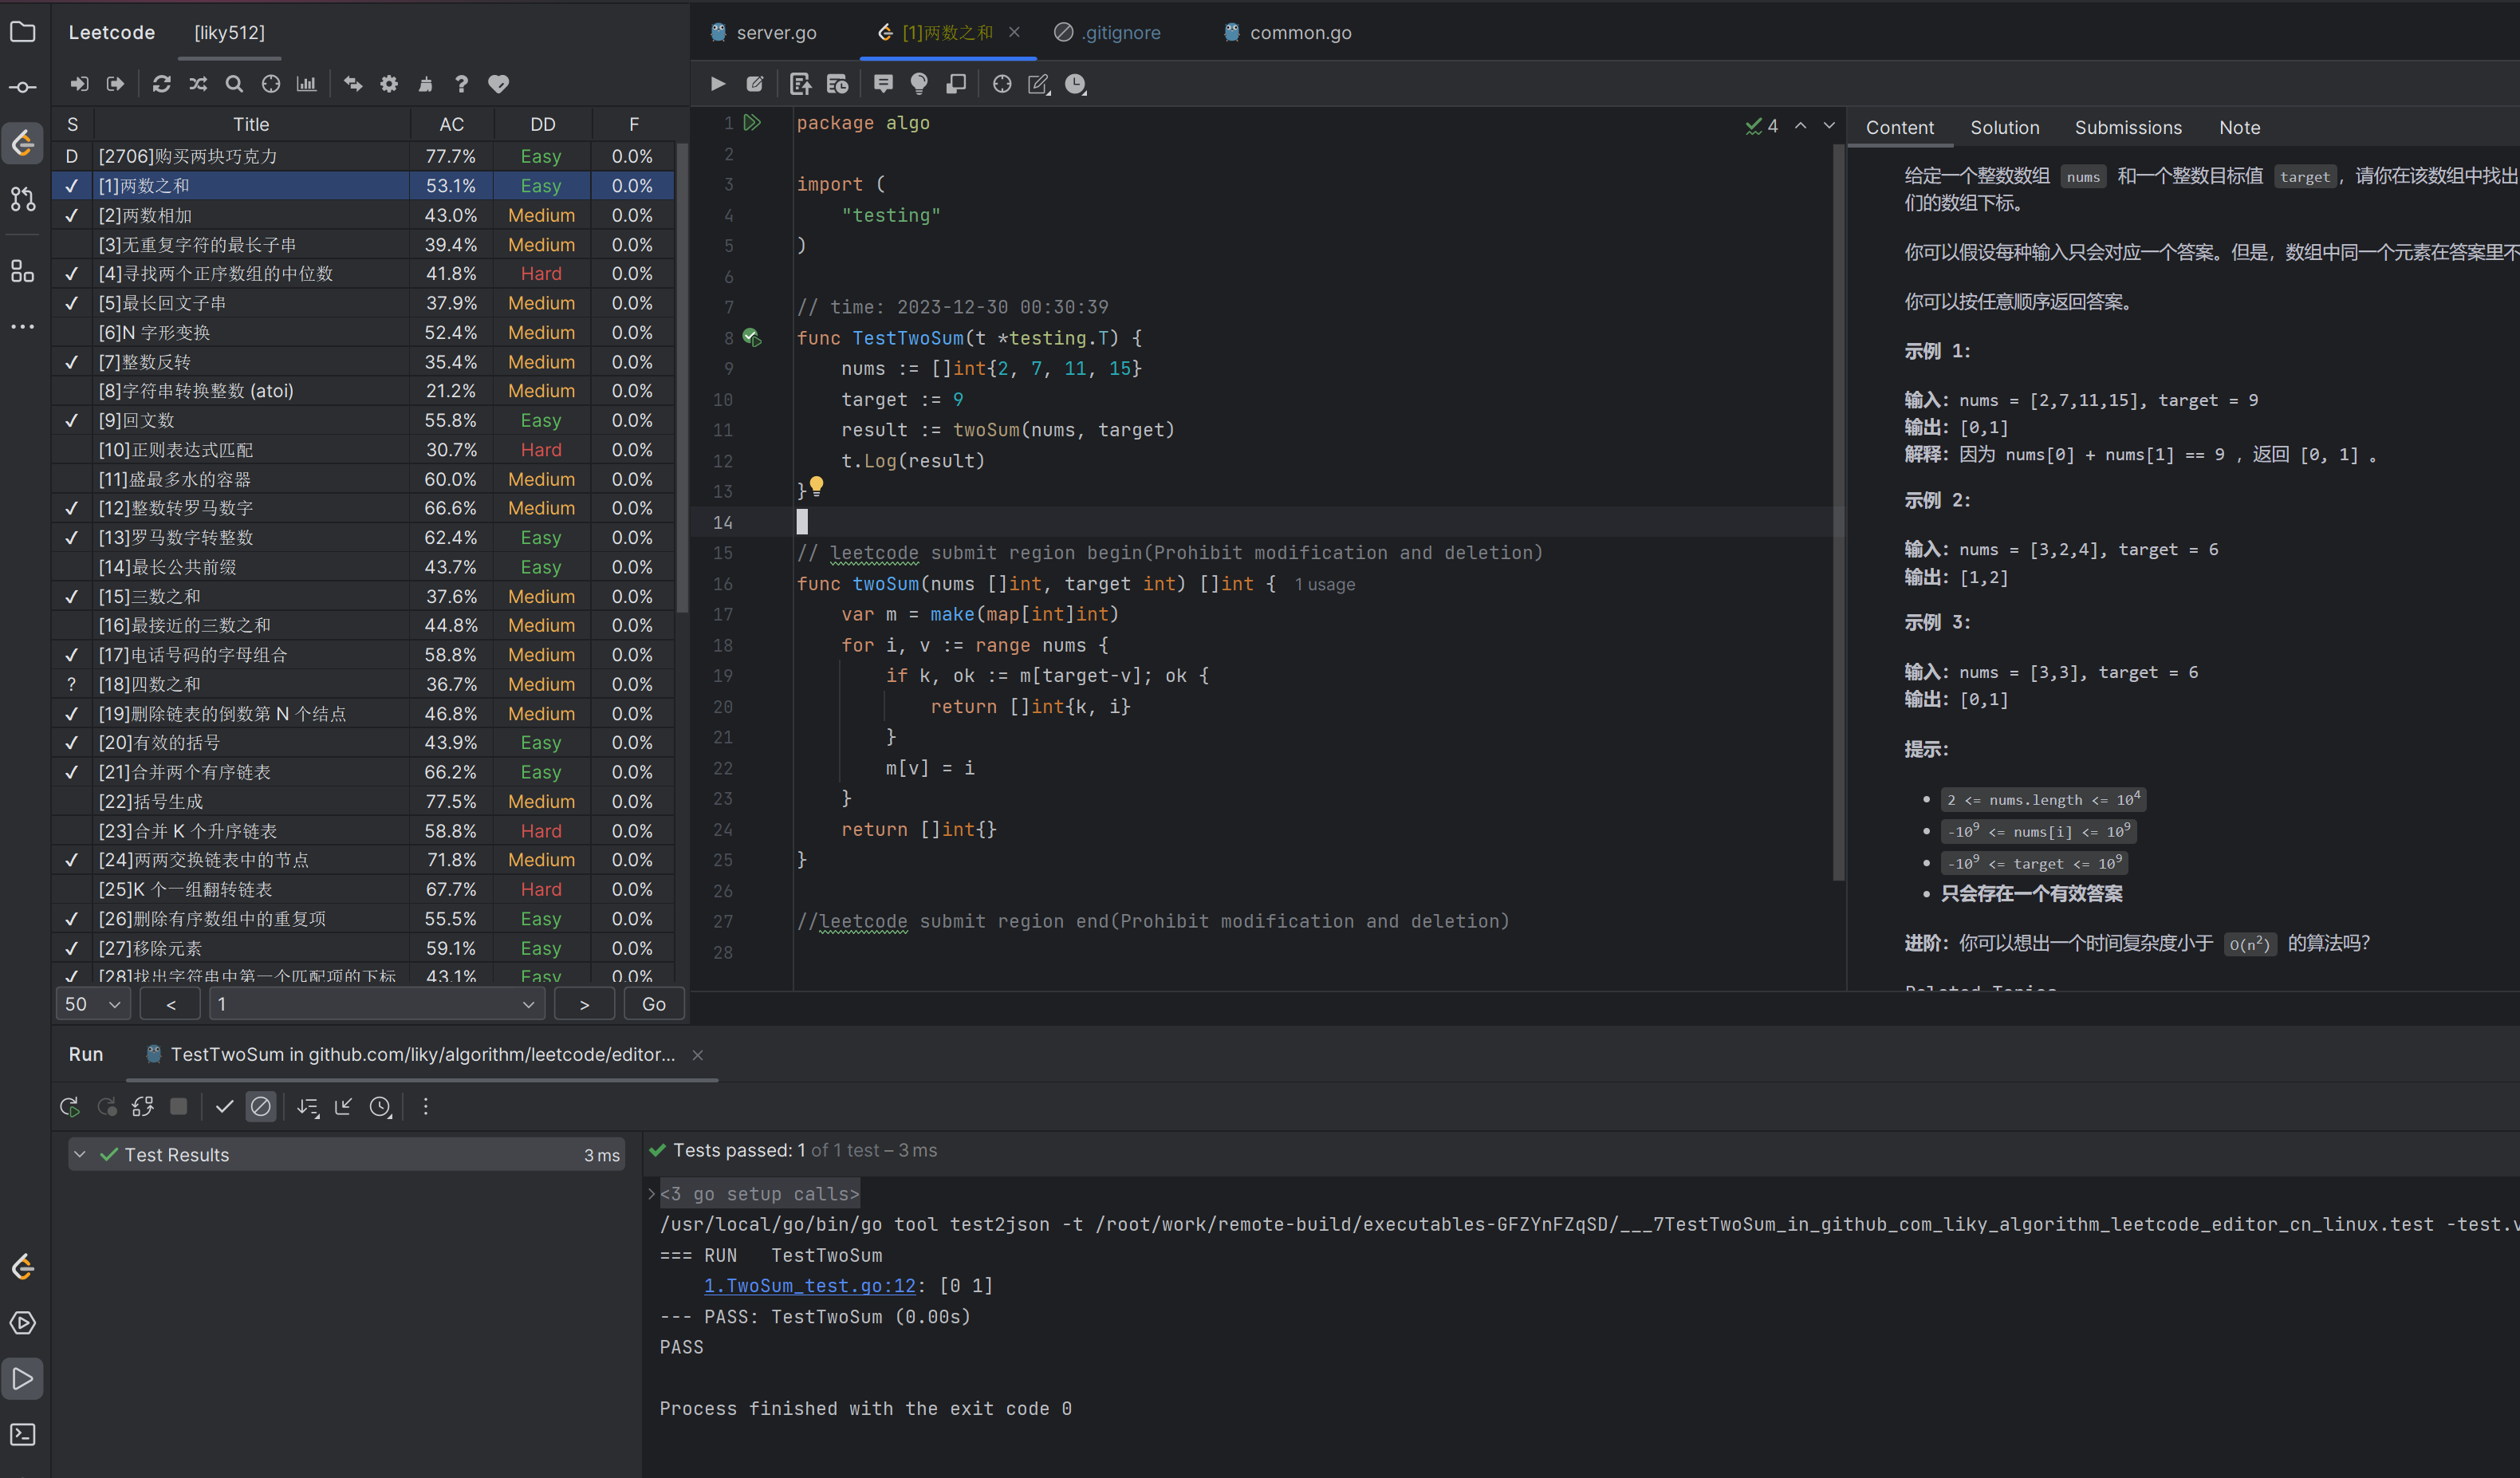 Leetcode [liky512]
S Title AC DD F
D [2706]购买两块巧克力 77.7% Easy 0.0%
✓ [1]两数之和 53.1% Easy 0.0%
✓ [2]两数相加 43.0% Medium 0.0%
[3]无重复字符的最长子串 39.4% Medium 0.0%
✓ [4]寻找两个正序数组的中位数 41.8% Hard 0.0%
✓ [5]最长回文子串 37.9% Medium 0.0%
[6]N 字形变换 52.4% Medium 0.0%
✓ [7]整数反转 35.4% Medium 0.0%
[8]字符串转换整数 (atoi) 21.2% Medium 0.0%
✓ [9]回文数 55.8% Easy 0.0%
[10]正则表达式匹配 30.7% Hard 0.0%
[11]盛最多水的容器 60.0% Medium 0.0%
✓ [12]整数转罗马数字 66.6% Medium 0.0%
✓ [13]罗马数字转整数 62.4% Easy 0.0%
[14]最长公共前缀 43.7% Easy 0.0%
✓ [15]三数之和 37.6% Medium 0.0%
[16]最接近的三数之和 44.8% Medium 0.0%
✓ [17]电话号码的字母组合 58.8% Medium 0.0%
? [18]四数之和 36.7% Medium 0.0%
✓ [19]删除链表的倒数第 N 个结点 46.8% Medium 0.0%
✓ [20]有效的括号 43.9% Easy 0.0%
✓ [21]合并两个有序链表 66.2% Easy 0.0%
[22]括号生成 77.5% Medium 0.0%
[23]合并 K 个升序链表 58.8% Hard 0.0%
✓ [24]两两交换链表中的节点 71.8% Medium 0.0%
[25]K 个一组翻转链表 67.7% Hard 0.0%
✓ [26]删除有序数组中的重复项 55.5% Easy 0.0%
✓ [27]移除元素 59.1% Easy 0.0%
✓ [28]找出字符串中第一个匹配项的下标 43.1% Easy 0.0%
50 < 1 > Go
server.go [1]两数之和 .gitignore common.go
4
1 package algo
2
3 import (
4 "testing"
5 )
6
7 // time: 2023-12-30 00:30:39
8 func TestTwoSum(t *testing.T) {
9 nums := []int{2, 7, 11, 15}
10 target := 9
11 result := twoSum(nums, target)
12 t.Log(result)
13 }
14
15 // leetcode submit region begin(Prohibit modification and deletion)
16 func twoSum(nums []int, target int) []int { 1 usage
17 var m = make(map[int]int)
18 for i, v := range nums {
19 if k, ok := m[target-v]; ok {
20 return []int{k, i}
21 }
22 m[v] = i
23 }
24 return []int{}
25 }
26
27 //leetcode submit region end(Prohibit modification and deletion)
28
Content Solution Submissions Note
给定一个整数数组 nums 和一个整数目标值 target，请你在该数组中找出
们的数组下标。
你可以假设每种输入只会对应一个答案。但是，数组中同一个元素在答案里不
你可以按任意顺序返回答案。
示例 1：
输入：nums = [2,7,11,15], target = 9
输出：[0,1]
解释：因为 nums[0] + nums[1] == 9 ，返回 [0, 1] 。
示例 2：
输入：nums = [3,2,4], target = 6
输出：[1,2]
示例 3：
输入：nums = [3,3], target = 6
输出：[0,1]
提示：
• 2 <= nums.length <= 10⁴
• -10⁹ <= nums[i] <= 10⁹
• -10⁹ <= target <= 10⁹
• 只会存在一个有效答案
进阶：你可以想出一个时间复杂度小于 O(n²) 的算法吗？
Related Topics
Run TestTwoSum in github.com/liky/algorithm/leetcode/editor...
Test Results 3 ms
Tests passed: 1 of 1 test – 3 ms
<3 go setup calls>
/usr/local/go/bin/go tool test2json -t /root/work/remote-build/executables-GFZYnFZqSD/___7TestTwoSum_in_github_com_liky_algorithm_leetcode_editor_cn_linux.test -test.v
=== RUN TestTwoSum
1.TwoSum_test.go:12: [0 1]
--- PASS: TestTwoSum (0.00s)
PASS
Process finished with the exit code 0